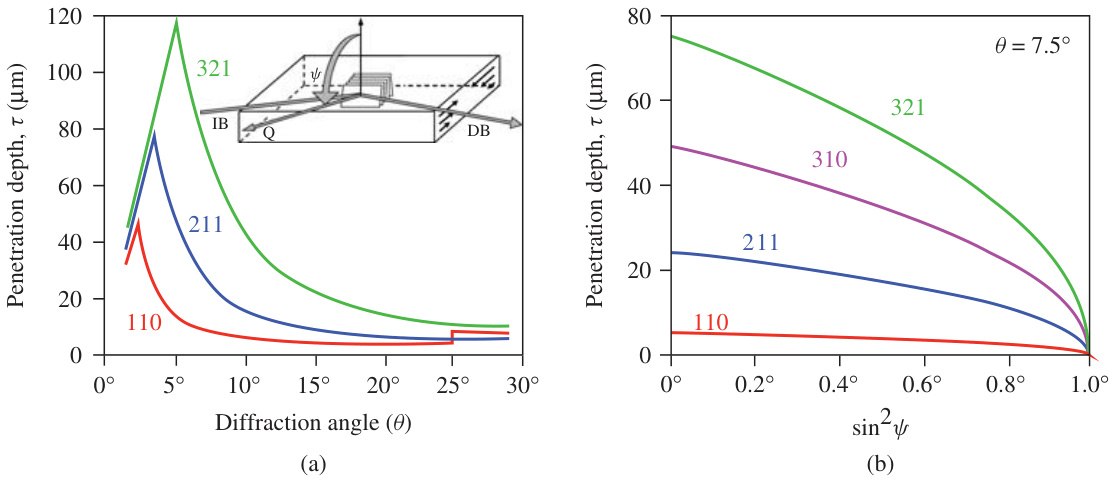 Penetration depth, τ (μm)
120
100
80
60
40
20
0
321
211
110
ψ
IB
Q
DB
0° 5° 10° 15° 20° 25° 30°
Diffraction angle (θ)
(a)
Penetration depth, τ (μm)
80
60
40
20
0
θ = 7.5°
321
310
211
110
0° 0.2° 0.4° 0.6° 0.8° 1.0°
sin²ψ
(b)